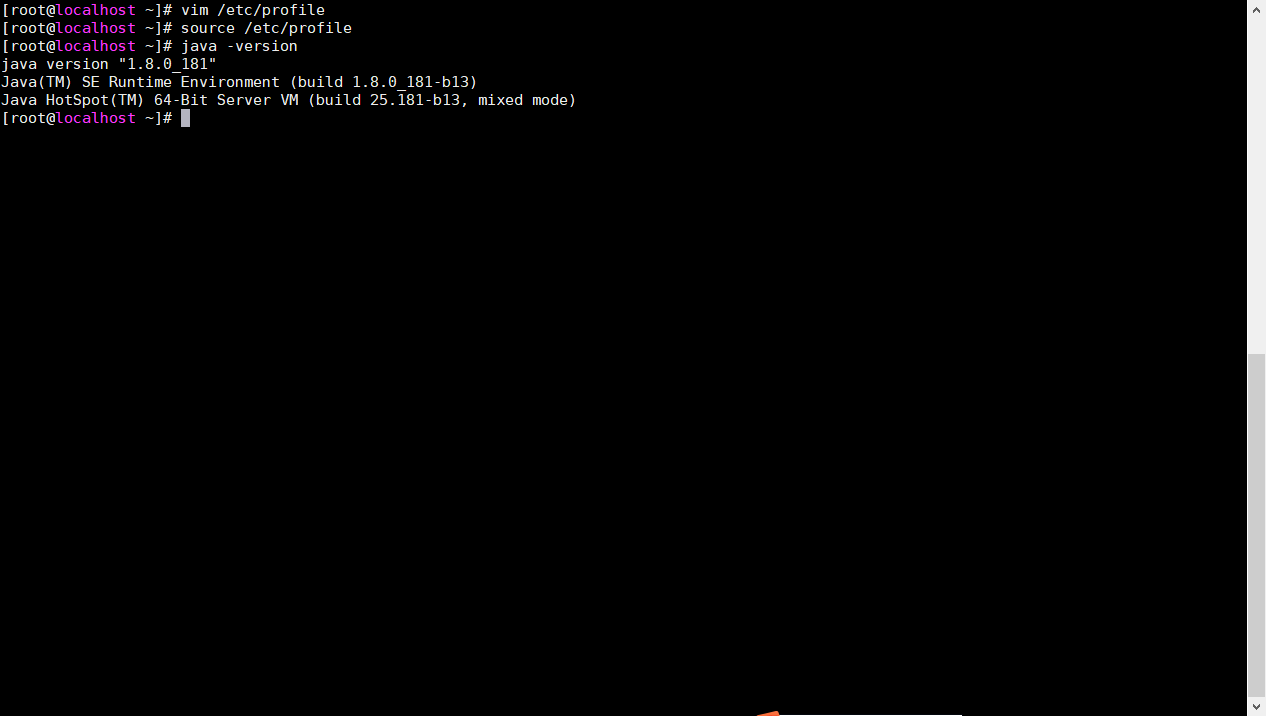 [root@localhost ~]# vim /etc/profile
[root@localhost ~]# source /etc/profile
[root@localhost ~]# java -version
java version "1.8.0_181"
Java(TM) SE Runtime Environment (build 1.8.0_181-b13)
Java HotSpot(TM) 64-Bit Server VM (build 25.181-b13, mixed mode)
[root@localhost ~]#